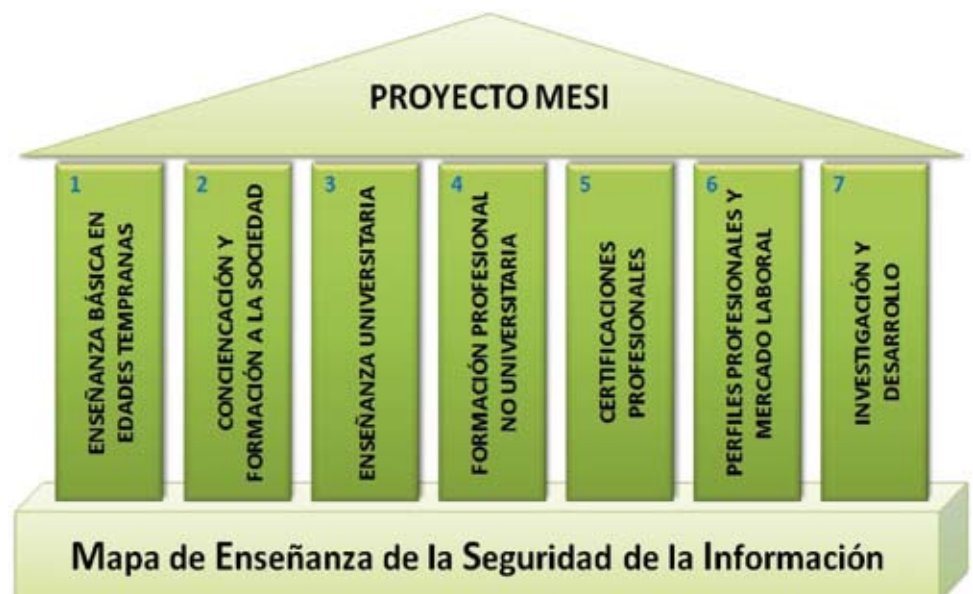 PROYECTO MESI
1
ENSEÑANZA BÁSICA EN
EDADES TEMPRANAS
2
CONCIENCACIÓN Y
FORMACIÓN A LA SOCIEDAD
3
ENSEÑANZA UNIVERSITARIA
4
FORMACIÓN PROFESIONAL
NO UNIVERSITARIA
5
CERTIFICACIONES
PROFESIONALES
6
PERFILES PROFESIONALES Y
MERCADO LABORAL
7
INVESTIGACIÓN Y
DESARROLLO
Mapa de Enseñanza de la Seguridad de la Información